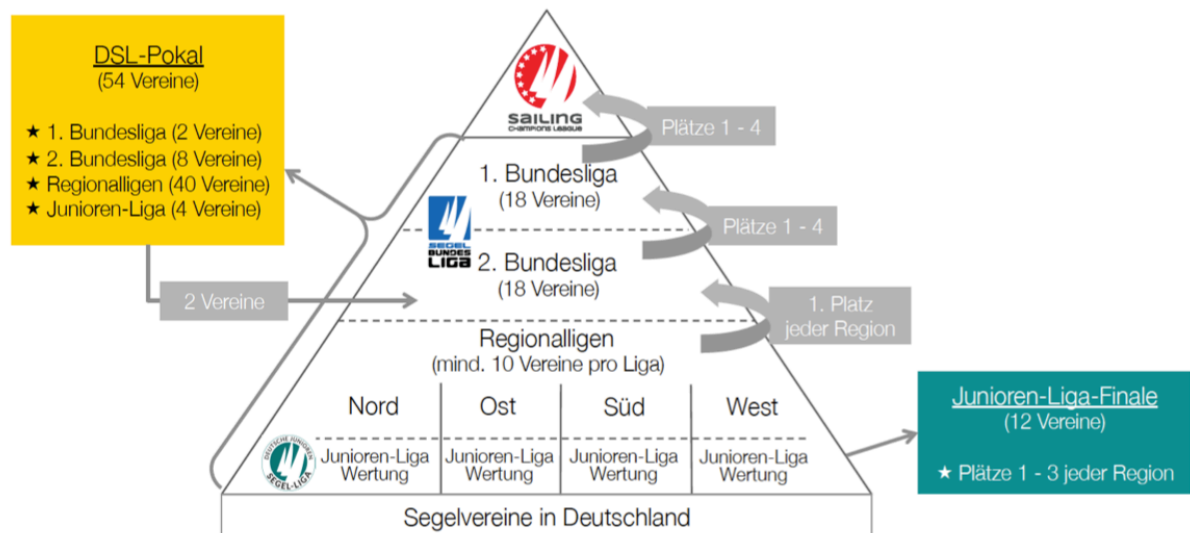 DSL-Pokal
(54 Vereine)
★ 1. Bundesliga (2 Vereine)
★ 2. Bundesliga (8 Vereine)
★ Regionalligen (40 Vereine)
★ Junioren-Liga (4 Vereine)
2 Vereine
SAILING
CHAMPIONS LEAGUE
Plätze 1 - 4
1. Bundesliga
(18 Vereine)
SEGEL
BUNDES
LIGA
Plätze 1 - 4
2. Bundesliga
(18 Vereine)
1. Platz
jeder Region
Regionalligen
(mind. 10 Vereine pro Liga)
Nord
Ost
Süd
West
DEUTSCHE JUNIOREN
SEGEL-LIGA
Junioren-Liga
Wertung
Junioren-Liga
Wertung
Junioren-Liga
Wertung
Junioren-Liga
Wertung
Junioren-Liga-Finale
(12 Vereine)
★ Plätze 1 - 3 jeder Region
Segelvereine in Deutschland